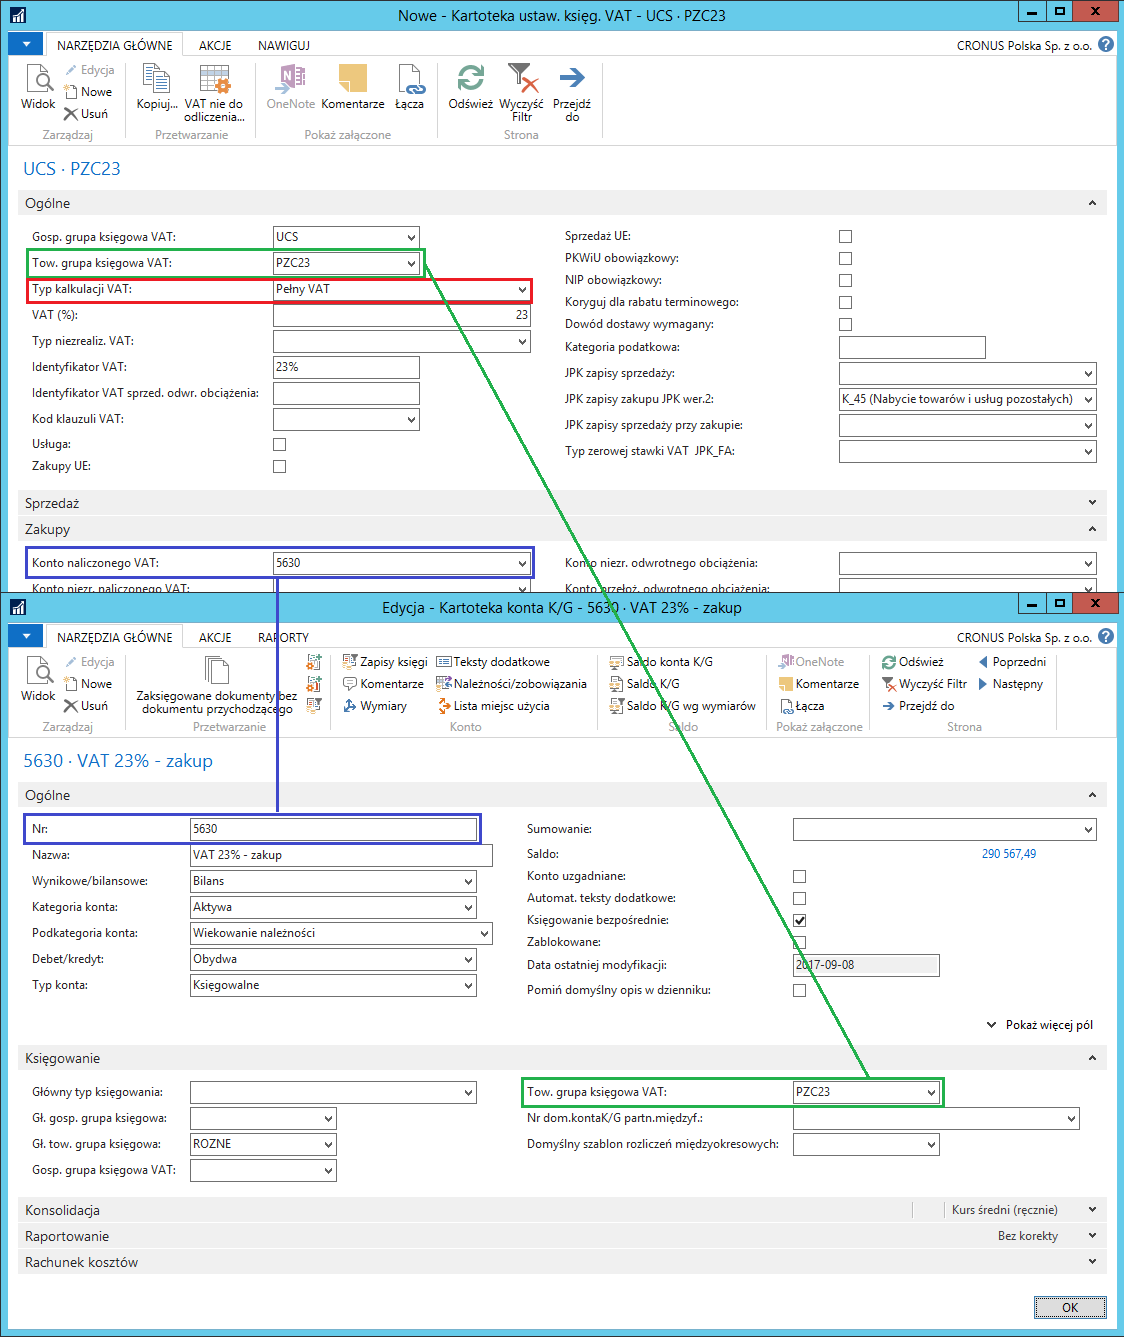 Nowe - Kartoteka ustaw. księg. VAT - UCS · PZC23
NARZĘDZIA GŁÓWNE AKCJE NAWIGUJ CRONUS Polska Sp. z o.o. ?
Widok
Edycja
Nowe
Usuń
Zarządzaj
Kopiuj...
VAT nie do
odliczenia...
Przetwarzanie
OneNote Komentarze Łącza
Pokaż załączone
Odśwież Wyczyść
Filtr
Przejdź
do
Strona
UCS · PZC23
Ogólne
Gosp. grupa księgowa VAT: UCS
Tow. grupa księgowa VAT: PZC23
Typ kalkulacji VAT: Pełny VAT
VAT (%): 23
Typ niezrealiz. VAT:
Identyfikator VAT: 23%
Identyfikator VAT sprzed. odwr. obciążenia:
Kod klauzuli VAT:
Usługa:
Zakupy UE:
Sprzedaż UE:
PKWiU obowiązkowy:
NIP obowiązkowy:
Koryguj dla rabatu terminowego:
Dowód dostawy wymagany:
Kategoria podatkowa:
JPK zapisy sprzedaży:
JPK zapisy zakupu JPK wer.2: K_45 (Nabycie towarów i usług pozostałych)
JPK zapisy sprzedaży przy zakupie:
Typ zerowej stawki VAT JPK_FA:
Sprzedaż
Zakupy
Konto naliczonego VAT: 5630
Konto niezr. odwrotnego obciążenia:
Konto niezr. naliczonego VAT:
Konto przełoż. odwrotnego obciążenia:
Edycja - Kartoteka konta K/G - 5630 · VAT 23% - zakup
NARZĘDZIA GŁÓWNE AKCJE RAPORTY CRONUS Polska Sp. z o.o. ?
Widok
Edycja
Nowe
Usuń
Zarządzaj
Zaksięgowane dokumenty bez
dokumentu przychodzącego
Przetwarzanie
Zapisy księgi
Komentarze
Wymiary
Teksty dodatkowe
Należności/zobowiązania
Lista miejsc użycia
Konto
Saldo konta K/G
Saldo K/G
Saldo K/G wg wymiarów
Saldo
OneNote
Komentarze
Łącza
Pokaż załączone
Odśwież
Wyczyść Filtr
Przejdź do
Poprzedni
Następny
Strona
5630 · VAT 23% - zakup
Ogólne
Nr: 5630
Nazwa: VAT 23% - zakup
Wynikowe/bilansowe: Bilans
Kategoria konta: Aktywa
Podkategoria konta: Wiekowanie należności
Debet/kredyt: Obydwa
Typ konta: Księgowalne
Sumowanie:
Saldo: 290 567,49
Konto uzgadniane:
Automat. teksty dodatkowe:
Księgowanie bezpośrednie:
Zablokowane:
Data ostatniej modyfikacji: 2017-09-08
Pomiń domyślny opis w dzienniku:
Pokaż więcej pól
Księgowanie
Główny typ księgowania:
Gł. gosp. grupa księgowa:
Gł. tow. grupa księgowa: ROZNE
Gosp. grupa księgowa VAT:
Tow. grupa księgowa VAT: PZC23
Nr dom.kontaK/G partn.międzyf.:
Domyślny szablon rozliczeń międzyokresowych:
Konsolidacja Kurs średni (ręcznie)
Raportowanie Bez korekty
Rachunek kosztów
OK